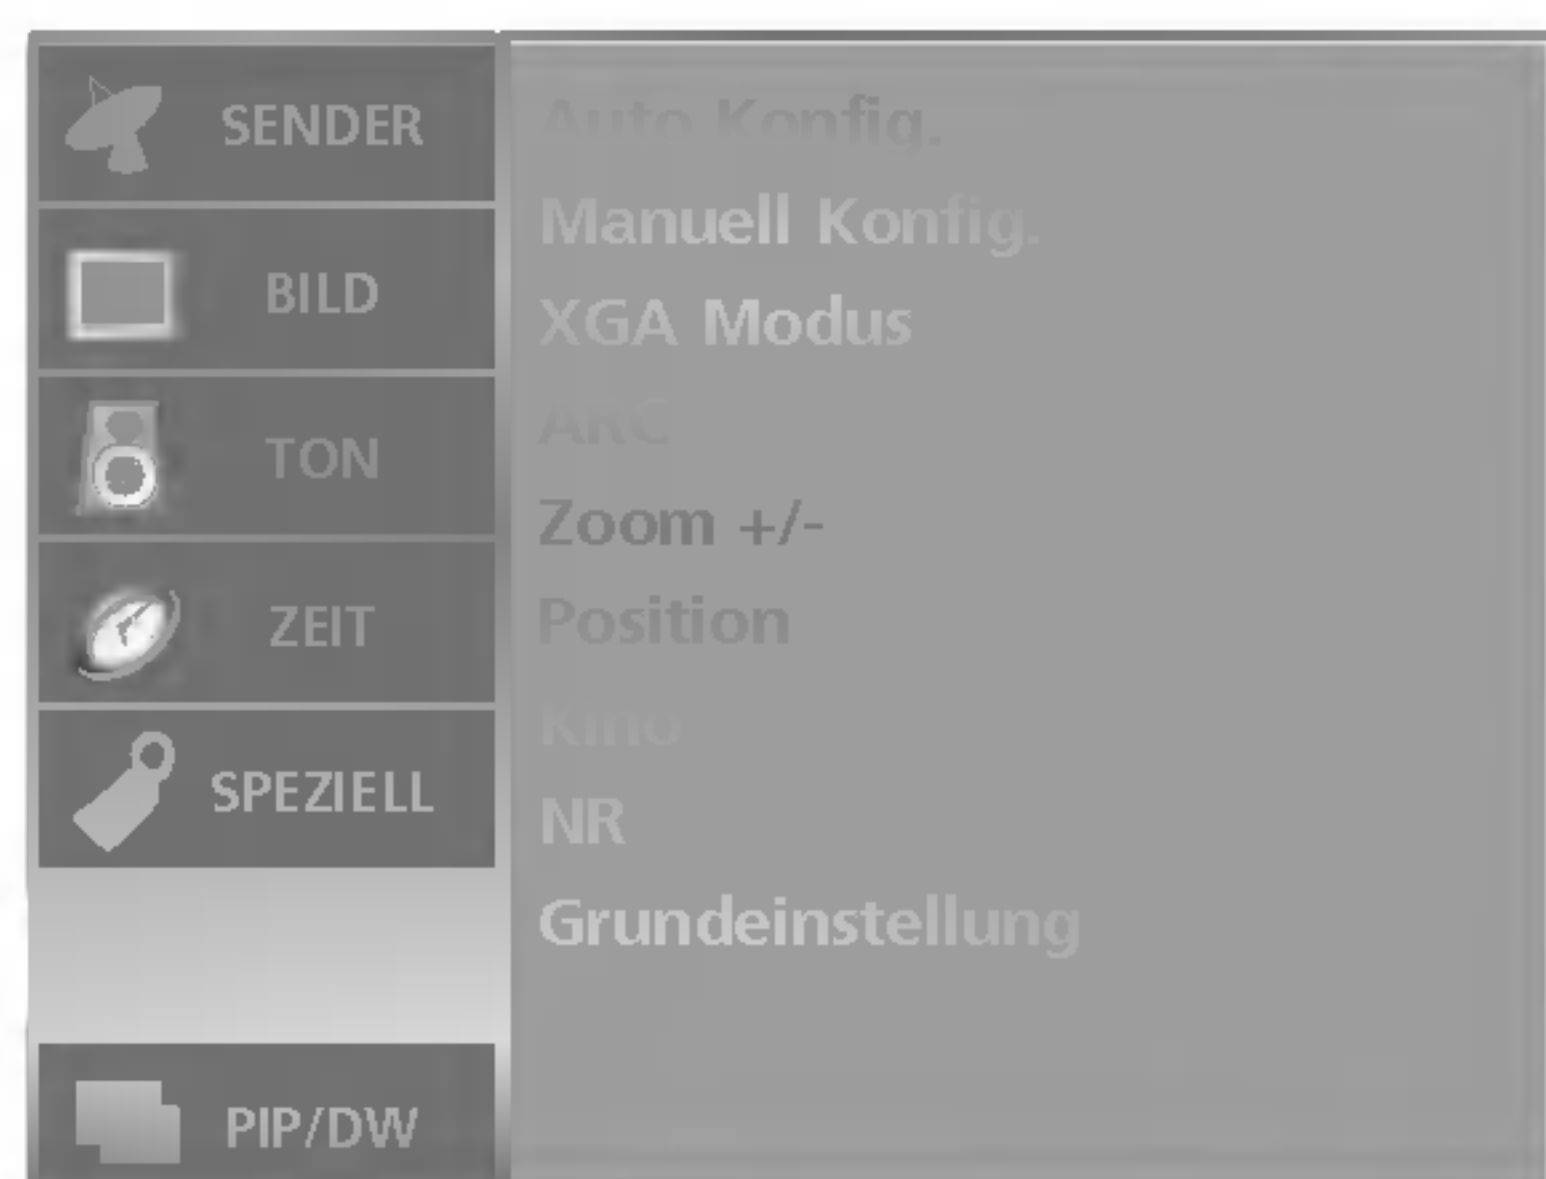 SENDER
BILD
TON
ZEIT
SPEZIELL
PIP/DW
Auto Konfig.
Manuell Konfig.
XGA Modus
ARC
Zoom +/-
Position
Kino
NR
Grundeinstellung